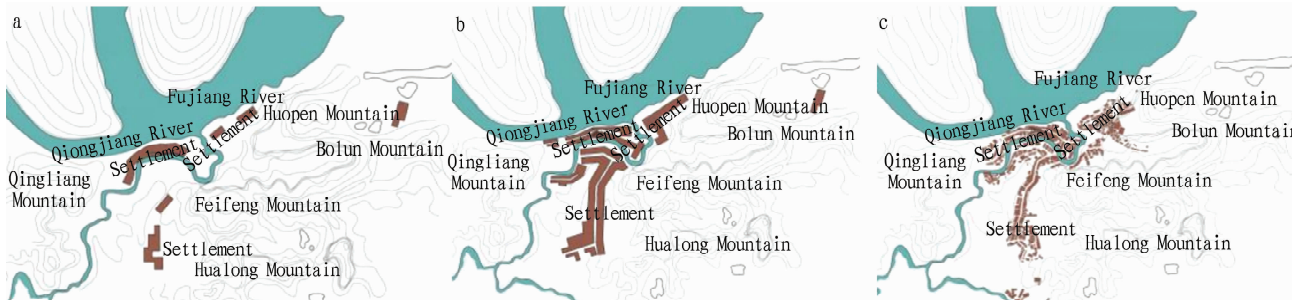 a
Fujiang River
Huopen Mountain
Qiongjiang River
Settlement
Settlement
Bolun Mountain
Qingliang
Mountain
Feifeng Mountain
Settlement
Hualong Mountain
b
Fujiang River
Huopen Mountain
Qiongjiang River
Settlement
Settlement
Bolun Mountain
Qingliang
Mountain
Feifeng Mountain
Settlement
Hualong Mountain
c
Fujiang River
Huopen Mountain
Qiongjiang River
Settlement
Settlement
Bolun Mountain
Qingliang
Mountain
Feifeng Mountain
Settlement
Hualong Mountain